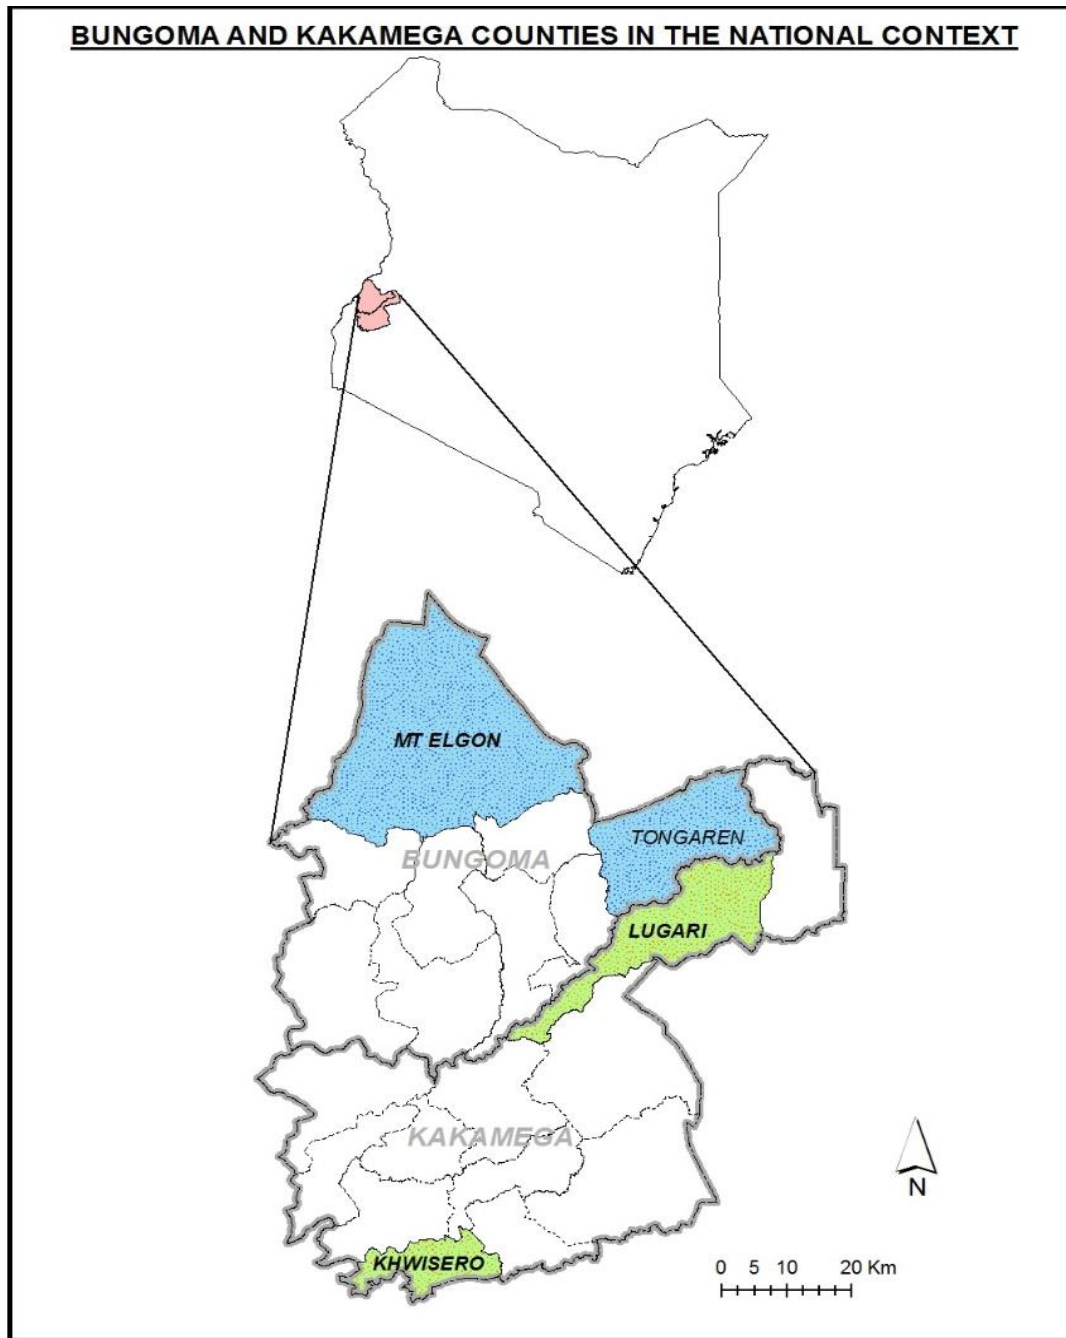 BUNGOMA AND KAKAMEGA COUNTIES IN THE NATIONAL CONTEXT
MT ELGON
TONGAREN
BUNGOMA
LUGARI
KAKAMEGA
N
KHWISERO
0 5 10 20 Km